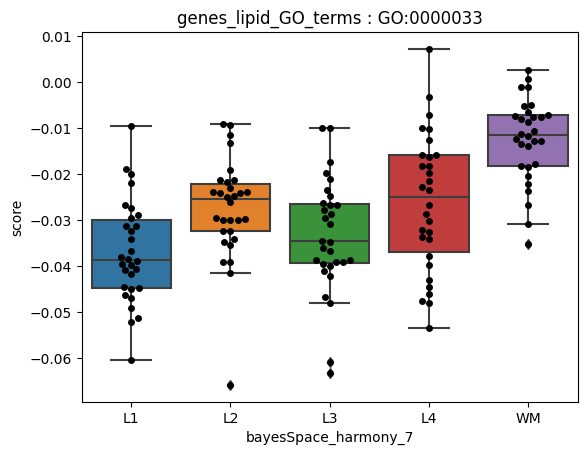 genes_lipid_GO_terms : GO:0000033
0.01
0.00
−0.01
−0.02
−0.03
−0.04
−0.05
−0.06
score
L1 L2 L3 L4 WM
bayesSpace_harmony_7